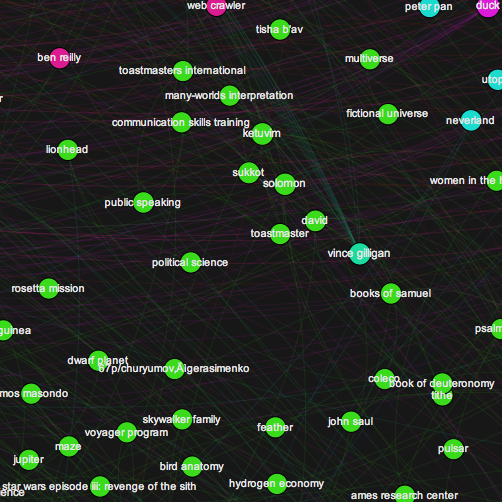 web crawler
peter pan
duck
tisha b'av
ben reilly
multiverse
toastmasters international
utop
many-worlds interpretation
r
fictional universe
communication skills training
neverland
ketuvim
lionhead
sukkot
women in the
solomon
public speaking
david
toastmaster
vince gilligan
political science
rosetta mission
books of samuel
guinea
psalm
dwarf planet
67p/churyumov‚Äìgerasimenko
coleco
book of deuteronomy
mos masondo
tithe
skywalker family
john saul
feather
voyager program
maze
pulsar
jupiter
bird anatomy
hydrogen economy
star wars episode iii: revenge of the sith
ence
ames research center